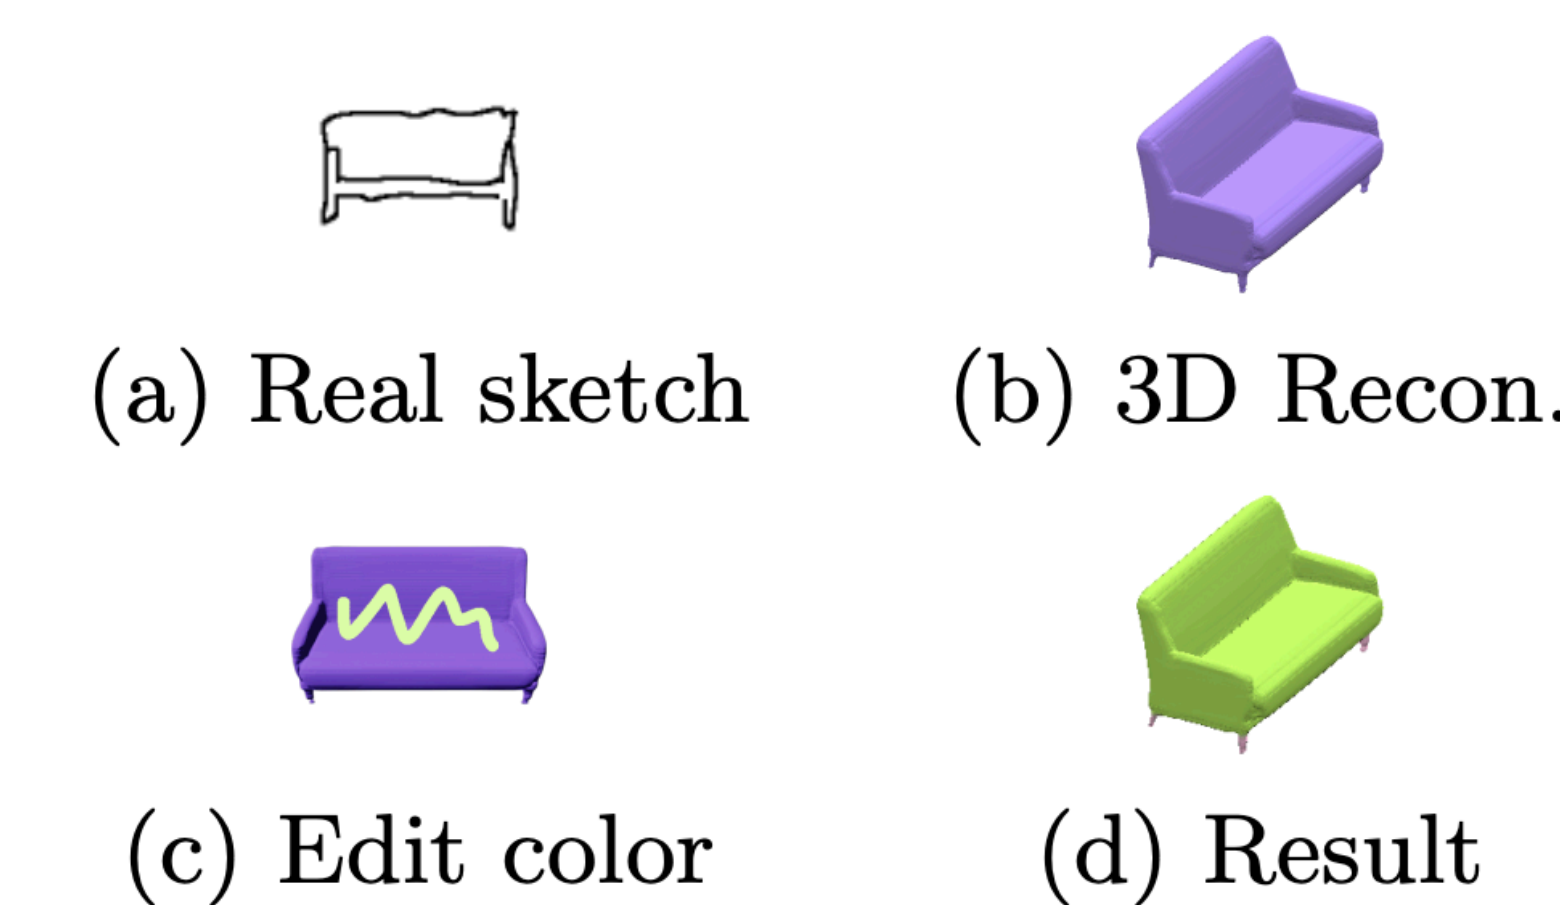 (a) Real sketch
(b) 3D Recon.
(c) Edit color
(d) Result